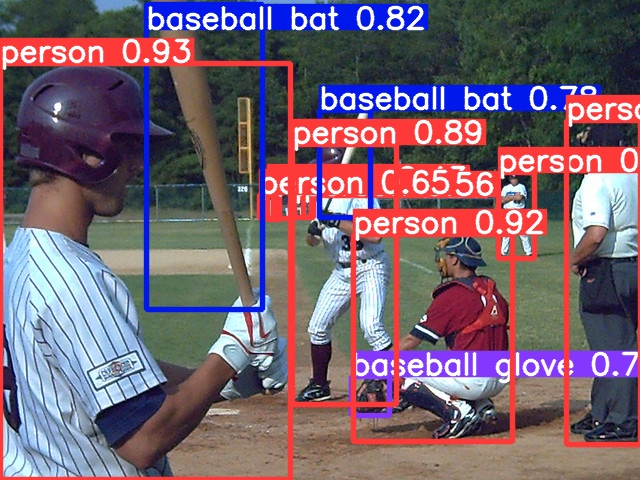 baseball bat 0.82
person 0.93
baseball bat 0.78
person 0.89
person 0.65
56
person 0.92
baseball glove 0.7